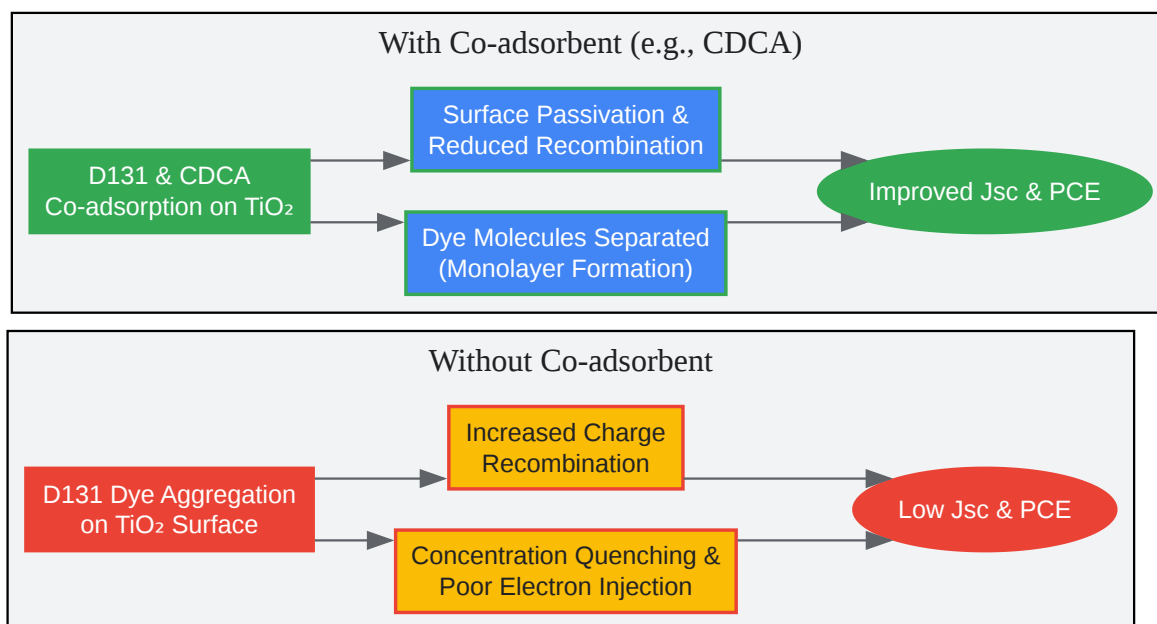 With Co-adsorbent (e.g., CDCA)
Surface Passivation &
Reduced Recombination
D131 & CDCA
Co-adsorption on TiO₂
Improved Jsc & PCE
Dye Molecules Separated
(Monolayer Formation)
Without Co-adsorbent
Increased Charge
Recombination
D131 Dye Aggregation
on TiO₂ Surface
Low Jsc & PCE
Concentration Quenching &
Poor Electron Injection